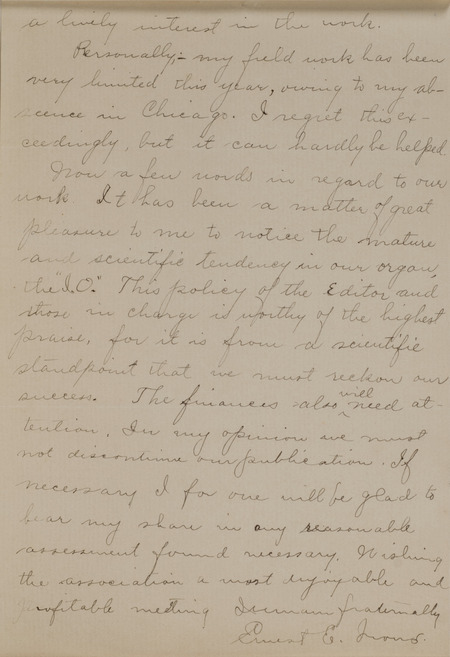 a lively interest in the work.
Personally:- my field work has been
very limited this year, owing to my ab-
scence in Chicago. I regret this ex-
ceedingly, but it can hardly be helped.
Now a few words in regard to our
work. It has been a matter of great
pleasure to me to notice the mature
and scientific tendency in our organ,
the "I.O." This policy of the Editor and
those in charge is worthy of the highest
praise, for it is from a scientific
standpoint that we must reckon our
success. The finances also will need at-
tention. In my opinion we must
not discontinue our publication. If
necessary I for one will be glad to
bear my share in any reasonable
assessment found necessary. Wishing
the association a most enjoyable and
profitable meeting I remain fraternally
Ernest E. Irons.